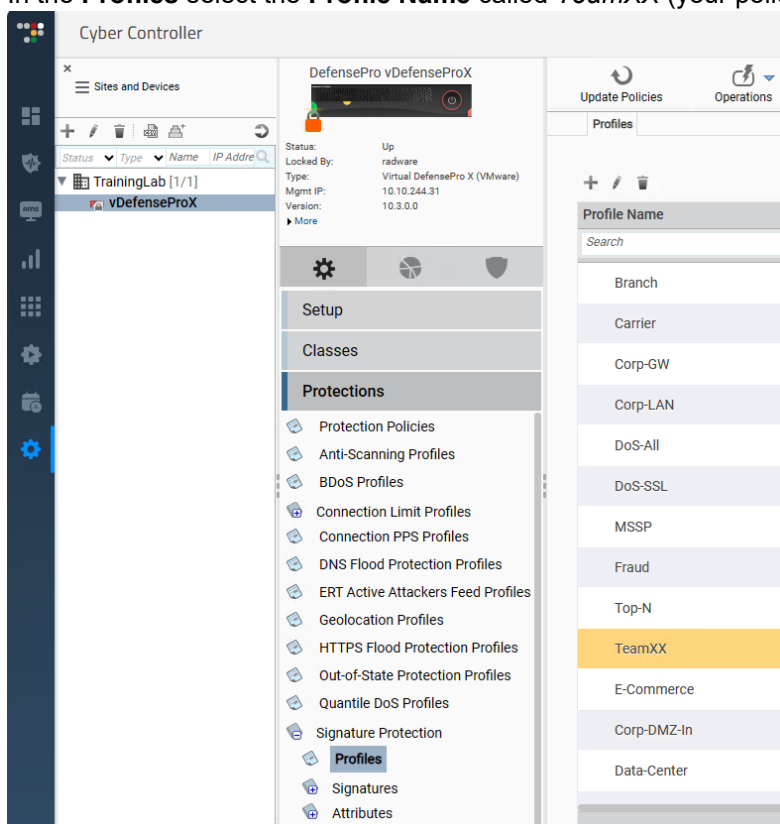 In the Profiles select the Profile Name called TeamXX (your polic
Cyber Controller
Sites and Devices
Status Type Name IP Addre
TrainingLab [1/1]
vDefenseProX
DefensePro vDefenseProX
Status: Up
Locked By: radware
Type: Virtual DefensePro X (VMware)
Mgmt IP: 10.10.244.31
Version: 10.3.0.0
More
Setup
Classes
Protections
Protection Policies
Anti-Scanning Profiles
BDoS Profiles
Connection Limit Profiles
Connection PPS Profiles
DNS Flood Protection Profiles
ERT Active Attackers Feed Profiles
Geolocation Profiles
HTTPS Flood Protection Profiles
Out-of-State Protection Profiles
Quantile DoS Profiles
Signature Protection
Profiles
Signatures
Attributes
Update Policies
Operations
Profiles
Profile Name
Search
Branch
Carrier
Corp-GW
Corp-LAN
DoS-All
DoS-SSL
MSSP
Fraud
Top-N
TeamXX
E-Commerce
Corp-DMZ-In
Data-Center